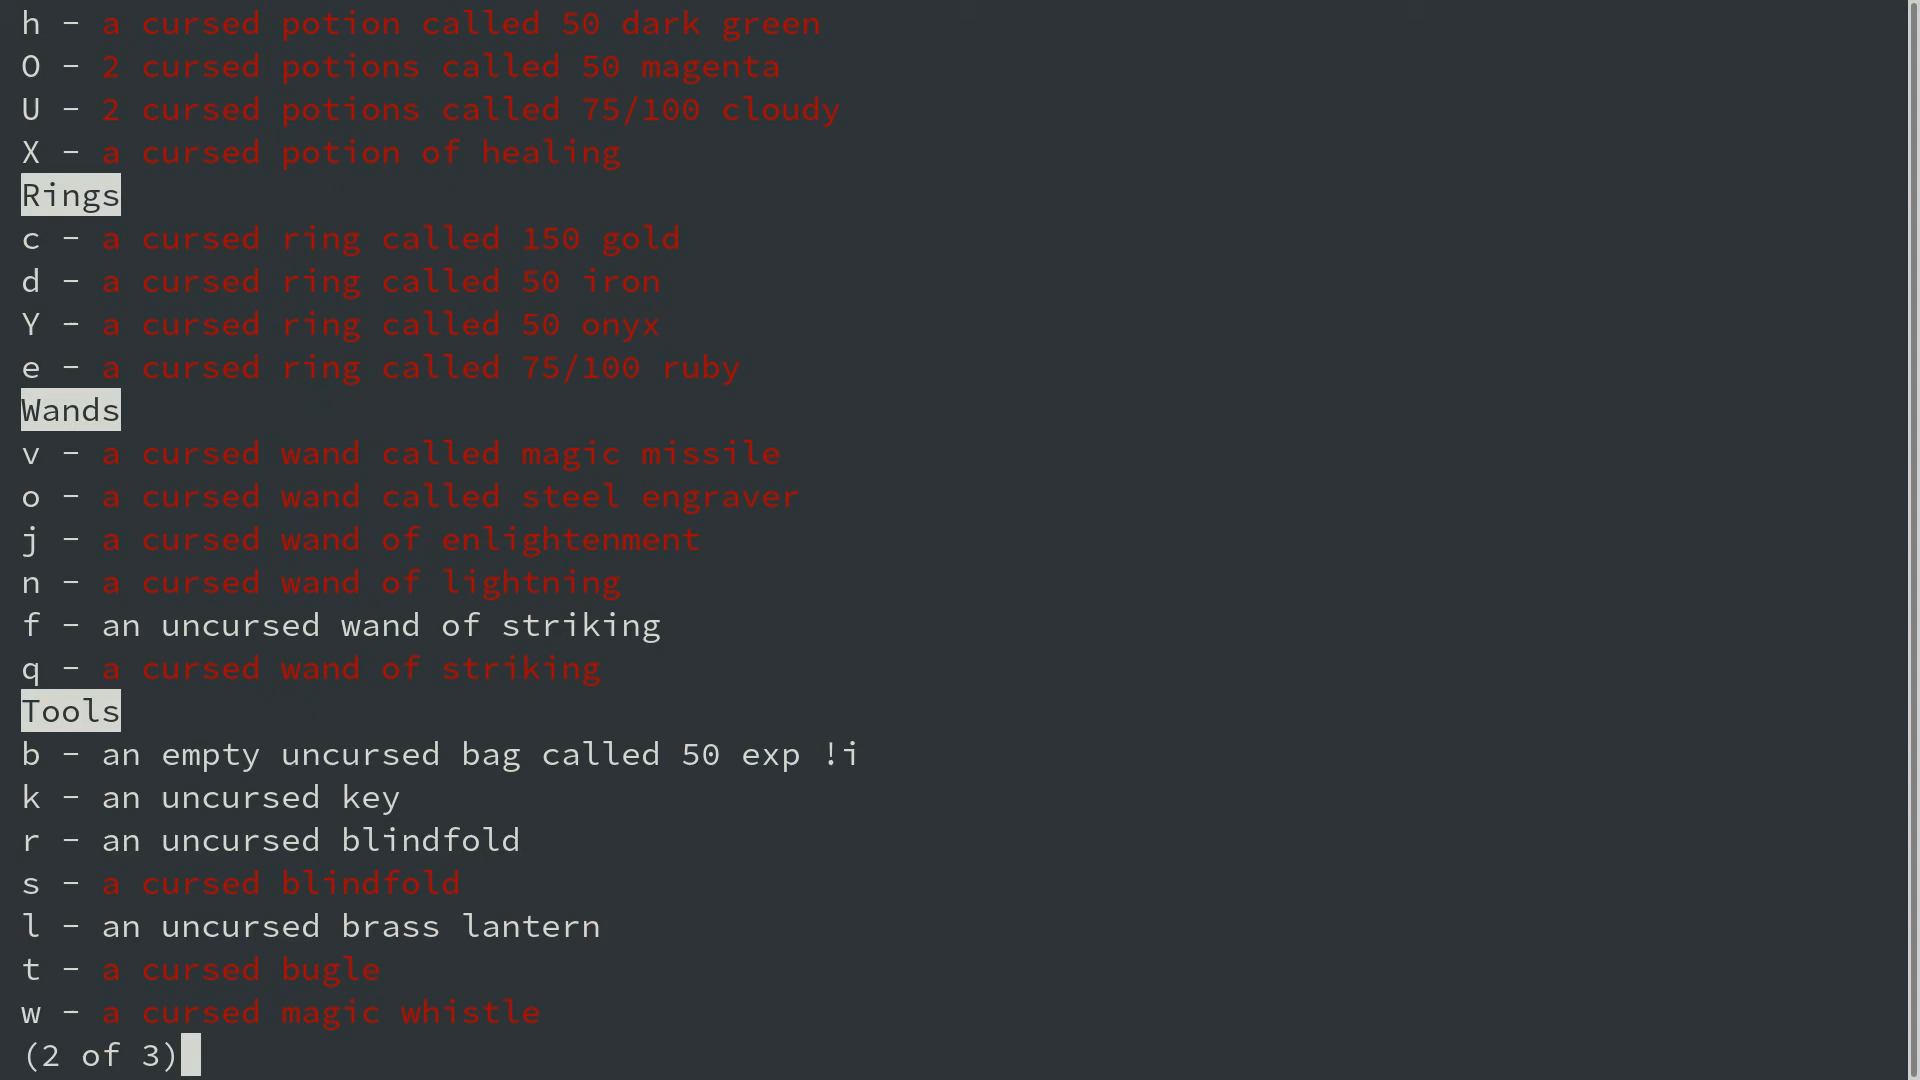 h - a cursed potion called 50 dark green
O - 2 cursed potions called 50 magenta
U - 2 cursed potions called 75/100 cloudy
X - a cursed potion of healing
Rings
c - a cursed ring called 150 gold
d - a cursed ring called 50 iron
Y - a cursed ring called 50 onyx
e - a cursed ring called 75/100 ruby
Wands
v - a cursed wand called magic missile
o - a cursed wand called steel engraver
j - a cursed wand of enlightenment
n - a cursed wand of lightning
f - an uncursed wand of striking
q - a cursed wand of striking
Tools
b - an empty uncursed bag called 50 exp !i
k - an uncursed key
r - an uncursed blindfold
s - a cursed blindfold
l - an uncursed brass lantern
t - a cursed bugle
w - a cursed magic whistle
(2 of 3)